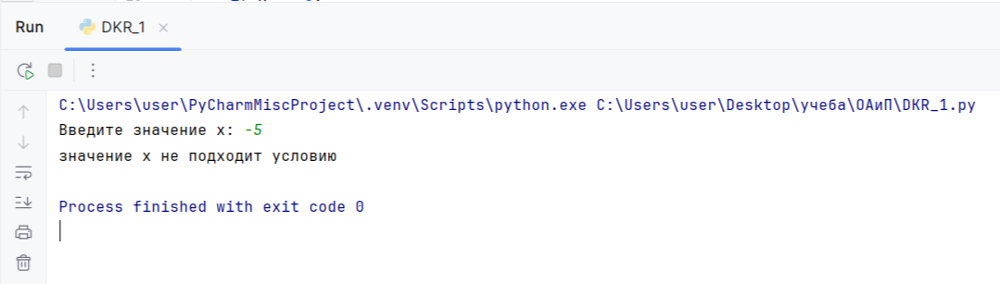 Run DKR_1
C:\Users\user\PyCharmMiscProject\.venv\Scripts\python.exe C:\Users\user\Desktop\учеба\ОАиП\DKR_1.py
Введите значение x: -5
значение x не подходит условию
Process finished with exit code 0